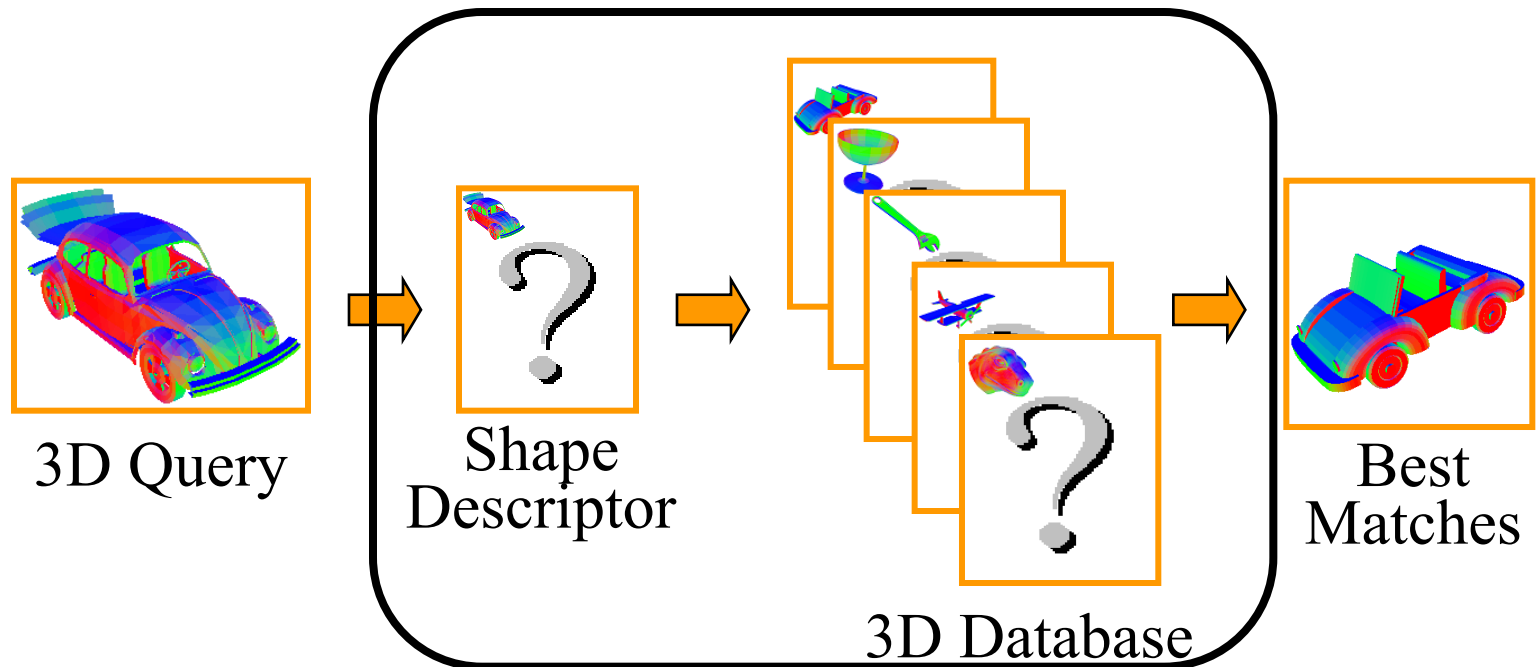 3D Query
Shape
Descriptor
3D Database
Best
Matches